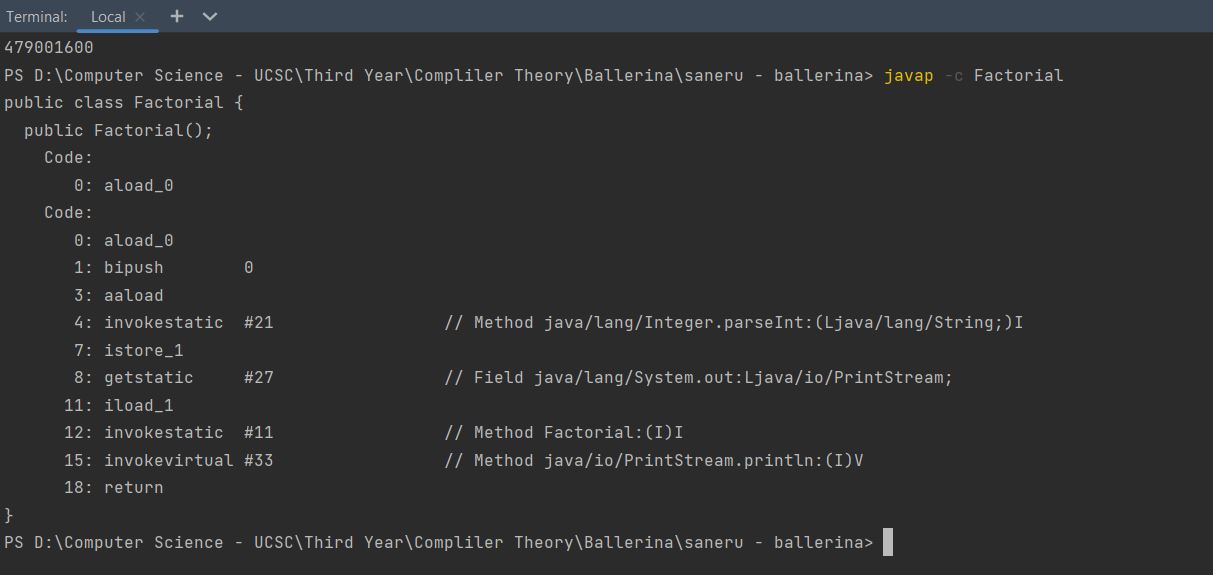 Terminal: Local × +
479001600
PS D:\Computer Science - UCSC\Third Year\Compliler Theory\Ballerina\saneru - ballerina> javap -c Factorial
public class Factorial {
  public Factorial();
    Code:
       0: aload_0
    Code:
       0: aload_0
       1: bipush        0
       3: aaload
       4: invokestatic  #21                 // Method java/lang/Integer.parseInt:(Ljava/lang/String;)I
       7: istore_1
       8: getstatic     #27                 // Field java/lang/System.out:Ljava/io/PrintStream;
      11: iload_1
      12: invokestatic  #11                 // Method Factorial:(I)I
      15: invokevirtual #33                 // Method java/io/PrintStream.println:(I)V
      18: return
}
PS D:\Computer Science - UCSC\Third Year\Compliler Theory\Ballerina\saneru - ballerina>